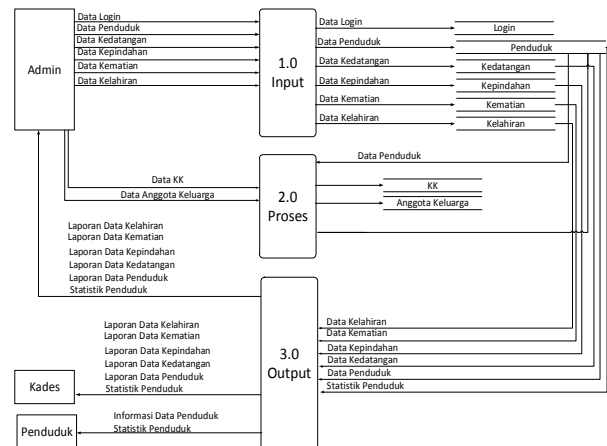 Admin
Data Login
Data Penduduk
Data Kedatangan
Data Kepindahan
Data Kematian
Data Kelahiran
1.0
Input
Data Login
Data Penduduk
Data Kedatangan
Data Kepindahan
Data Kematian
Data Kelahiran
Login
Penduduk
Kedatangan
Kepindahan
Kematian
Kelahiran
Data Penduduk
Data KK
Data Anggota Keluarga
2.0
Proses
KK
Anggota Keluarga
Laporan Data Kelahiran
Laporan Data Kematian
Laporan Data Kepindahan
Laporan Data Kedatangan
Laporan Data Penduduk
Statistik Penduduk
3.0
Output
Data Kelahiran
Data Kematian
Data Kepindahan
Data Kedatangan
Data Penduduk
Statistik Penduduk
Laporan Data Kelahiran
Laporan Data Kematian
Laporan Data Kepindahan
Laporan Data Kedatangan
Laporan Data Penduduk
Statistik Penduduk
Kades
Informasi Data Penduduk
Statistik Penduduk
Penduduk